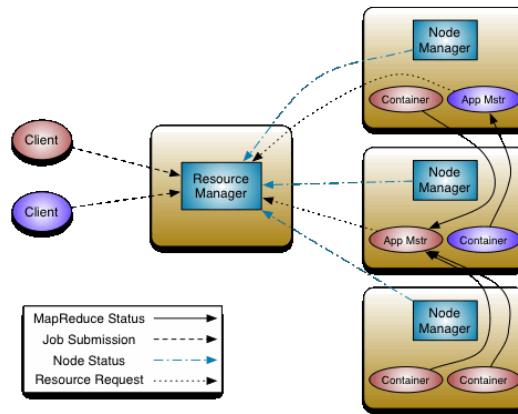 Node
Manager
Container
App Mstr
Client
Resource
Manager
Node
Manager
Client
App Mstr
Container
Node
Manager
MapReduce Status
Job Submission
Node Status
Resource Request
Container
Container